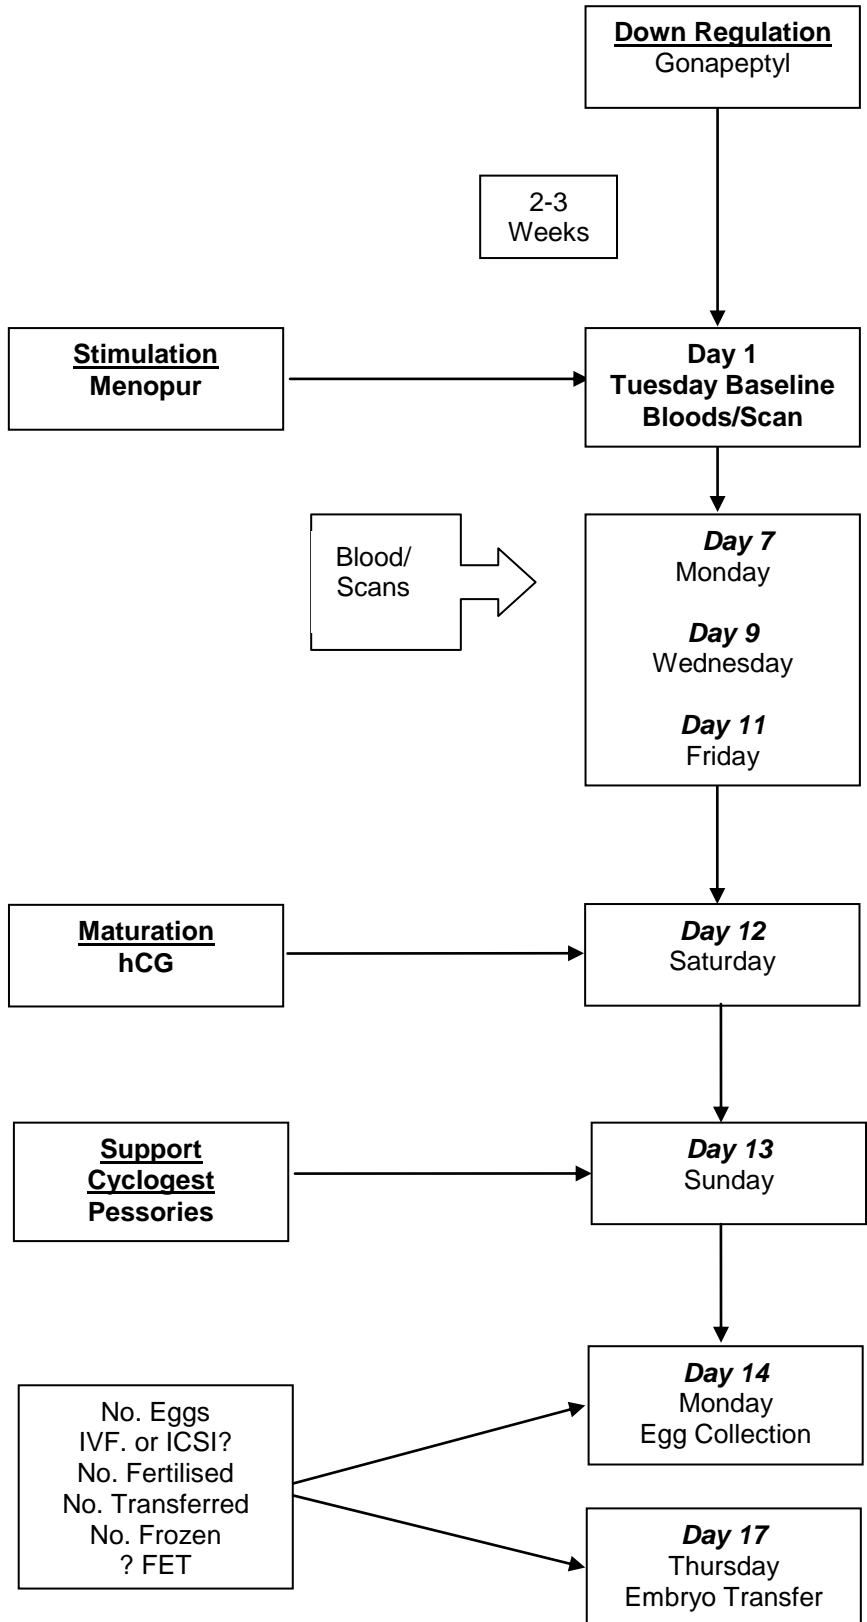 Down Regulation
Gonapeptyl
2-3
Weeks
Stimulation
Menopur
Day 1
Tuesday Baseline
Bloods/Scan
Blood/
Scans
Day 7
Monday
Day 9
Wednesday
Day 11
Friday
Maturation
hCG
Day 12
Saturday
Support
Cyclogest
Pessories
Day 13
Sunday
No. Eggs
IVF. or ICSI?
No. Fertilised
No. Transferred
No. Frozen
? FET
Day 14
Monday
Egg Collection
Day 17
Thursday
Embryo Transfer